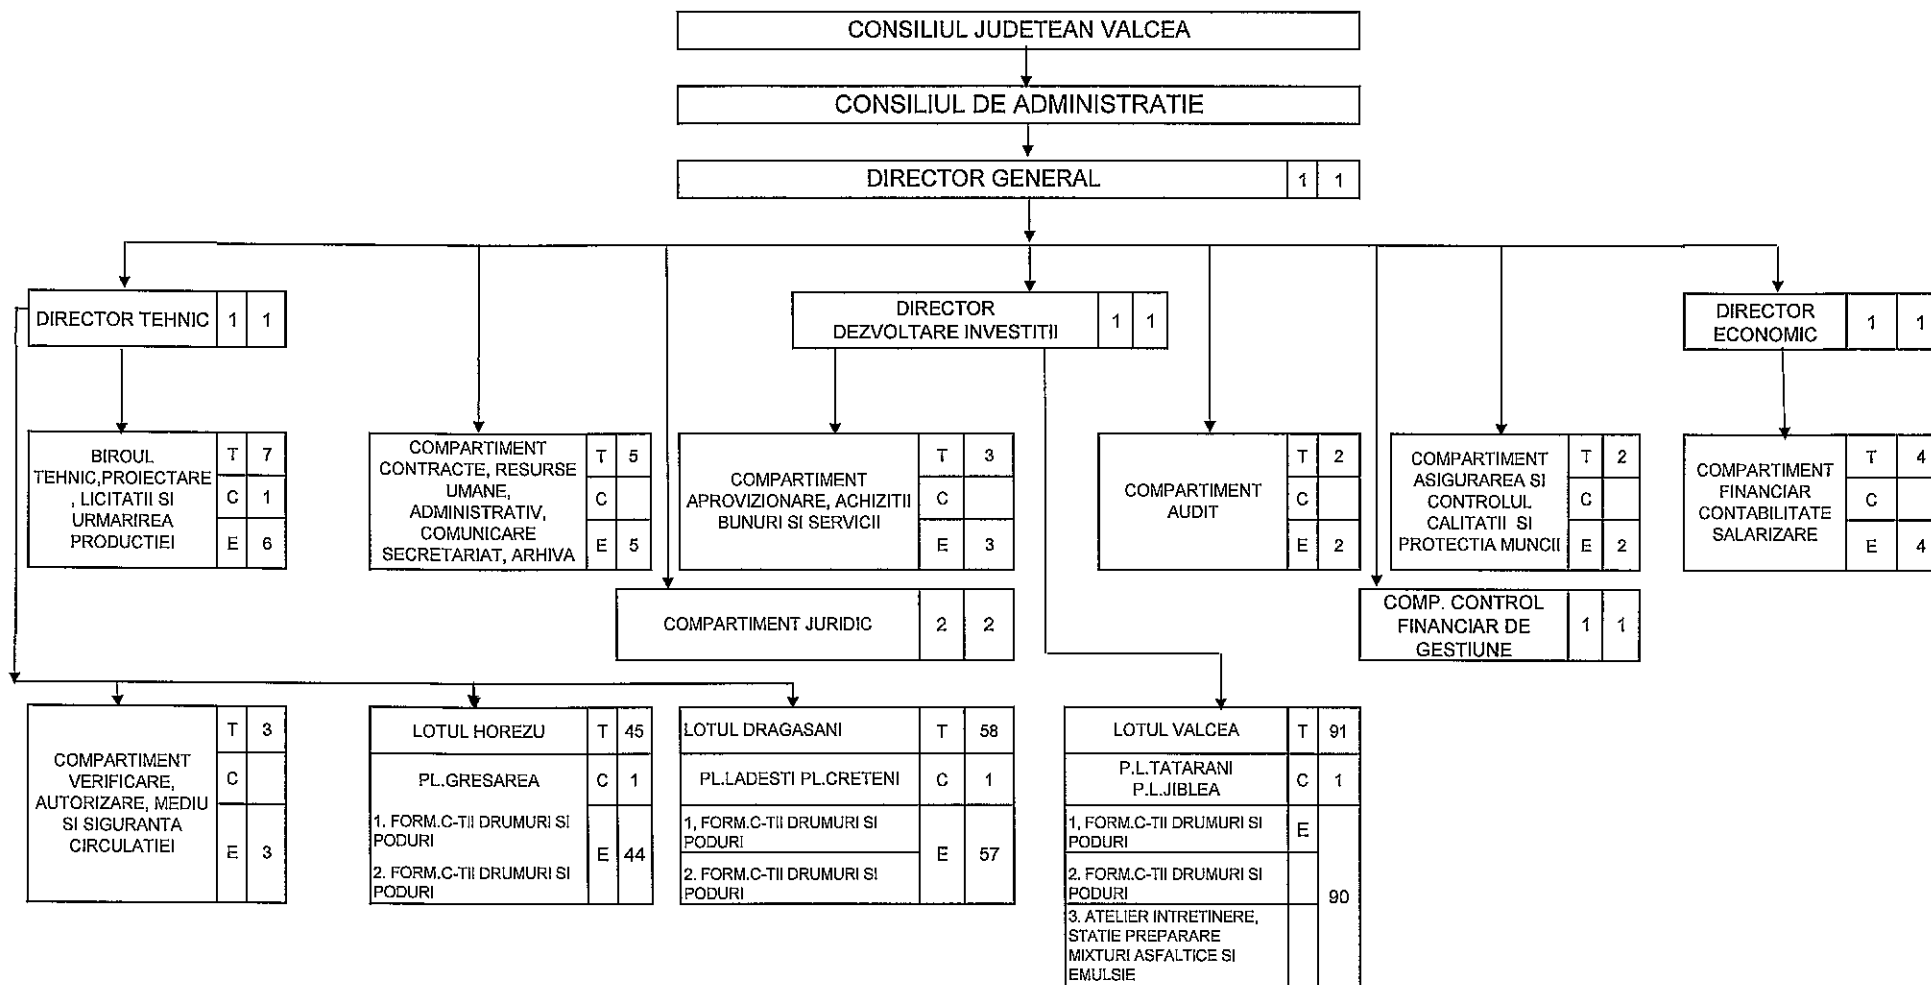 CONSILIUL JUDETEAN VALCEA
CONSILIUL DE ADMINISTRATIE
DIRECTOR GENERAL 1 1
DIRECTOR TEHNIC 1 1
DIRECTOR
DEZVOLTARE INVESTITII 1 1
DIRECTOR
ECONOMIC 1 1
BIROUL
TEHNIC,PROIECTARE
, LICITATII SI
URMARIREA
PRODUCTIEI
T 7
C 1
E 6
COMPARTIMENT
CONTRACTE, RESURSE
UMANE,
ADMINISTRATIV,
COMUNICARE
SECRETARIAT, ARHIVA
T 5
C
E 5
COMPARTIMENT
APROVIZIONARE, ACHIZITII
BUNURI SI SERVICII
T 3
C
E 3
COMPARTIMENT
AUDIT
T 2
C
E 2
COMPARTIMENT
ASIGURAREA SI
CONTROLUL
CALITATII SI
PROTECTIA MUNCII
T 2
C
E 2
COMPARTIMENT
FINANCIAR
CONTABILITATE
SALARIZARE
T 4
C
E 4
COMPARTIMENT JURIDIC 2 2
COMP. CONTROL
FINANCIAR DE
GESTIUNE
1 1
COMPARTIMENT
VERIFICARE,
AUTORIZARE, MEDIU
SI SIGURANTA
CIRCULATIEI
T 3
C
E 3
LOTUL HOREZU T 45
PL.GRESAREA C 1
1. FORM.C-TII DRUMURI SI
PODURI
2. FORM.C-TII DRUMURI SI
PODURI
E 44
LOTUL DRAGASANI T 58
PL.LADESTI PL.CRETENI C 1
1, FORM.C-TII DRUMURI SI
PODURI
2. FORM.C-TII DRUMURI SI
PODURI
E 57
LOTUL VALCEA T 91
P.L.TATARANI
P.L.JIBLEA
C 1
1, FORM.C-TII DRUMURI SI
PODURI
E
2. FORM.C-TII DRUMURI SI
PODURI
90
3. ATELIER INTRETINERE,
STATIE PREPARARE
MIXTURI ASFALTICE SI
EMULSIE